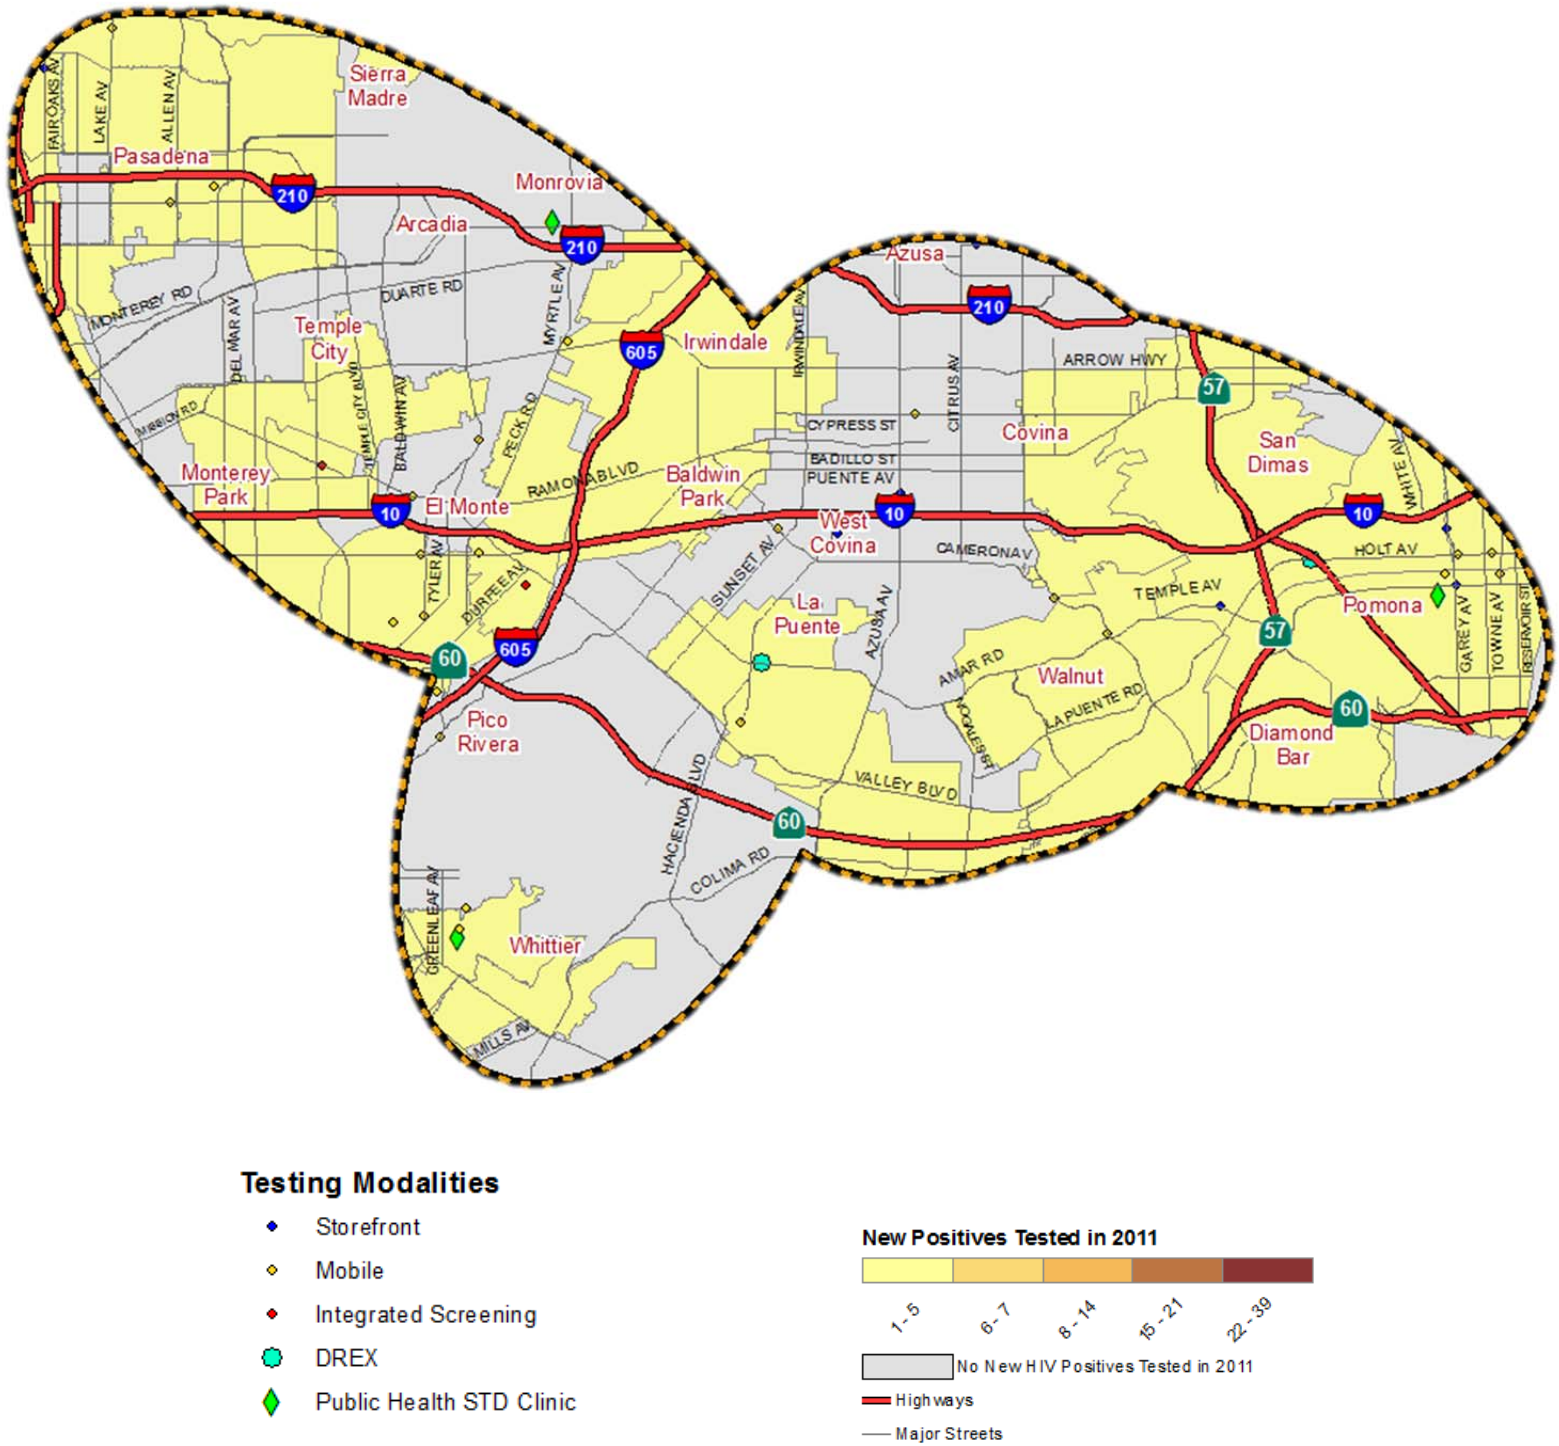 Sierra
Madre
FAIR OAKS AV
LAKE AV
ALLEN AV
Pasadena
210
Monrovia
Arcadia
210
Azusa
MONTEREY RD
DUARTE RD
MYRTLE AV
DEL MAR AV
Temple
City
605
Irwindale
IRWINDALE AV
210
ARROW HWY
57
CITRUS AV
MISSION RD
TEMPLE CITY BLVD
BALDWIN AV
PECK RD
CYPRESS ST
Covina
San
Dimas
WHITE AV
BADILLO ST
PUENTE AV
Monterey
Park
RAMONA BLVD
Baldwin
Park
10
El Monte
West
Covina
10
10
CAMERON AV
HOLT AV
TYLER AV
DURFEE AV
SUNSET AV
La
Puente
AZUSA AV
TEMPLE AV
Pomona
GAREY AV
TOWNE AV
RESERVOIR ST
605
60
57
AMAR RD
Walnut
NOGALES ST
LA PUENTE RD
60
Pico
Rivera
Diamond
Bar
VALLEY BLVD
HACIENDA BLVD
60
COLIMA RD
GREENLEAF AV
Whittier
MILLS AV
Testing Modalities
Storefront
Mobile
Integrated Screening
DREX
Public Health STD Clinic
New Positives Tested in 2011
1 - 5
6 - 7
8 - 14
15 - 21
22 - 39
No New HIV Positives Tested in 2011
Highways
Major Streets